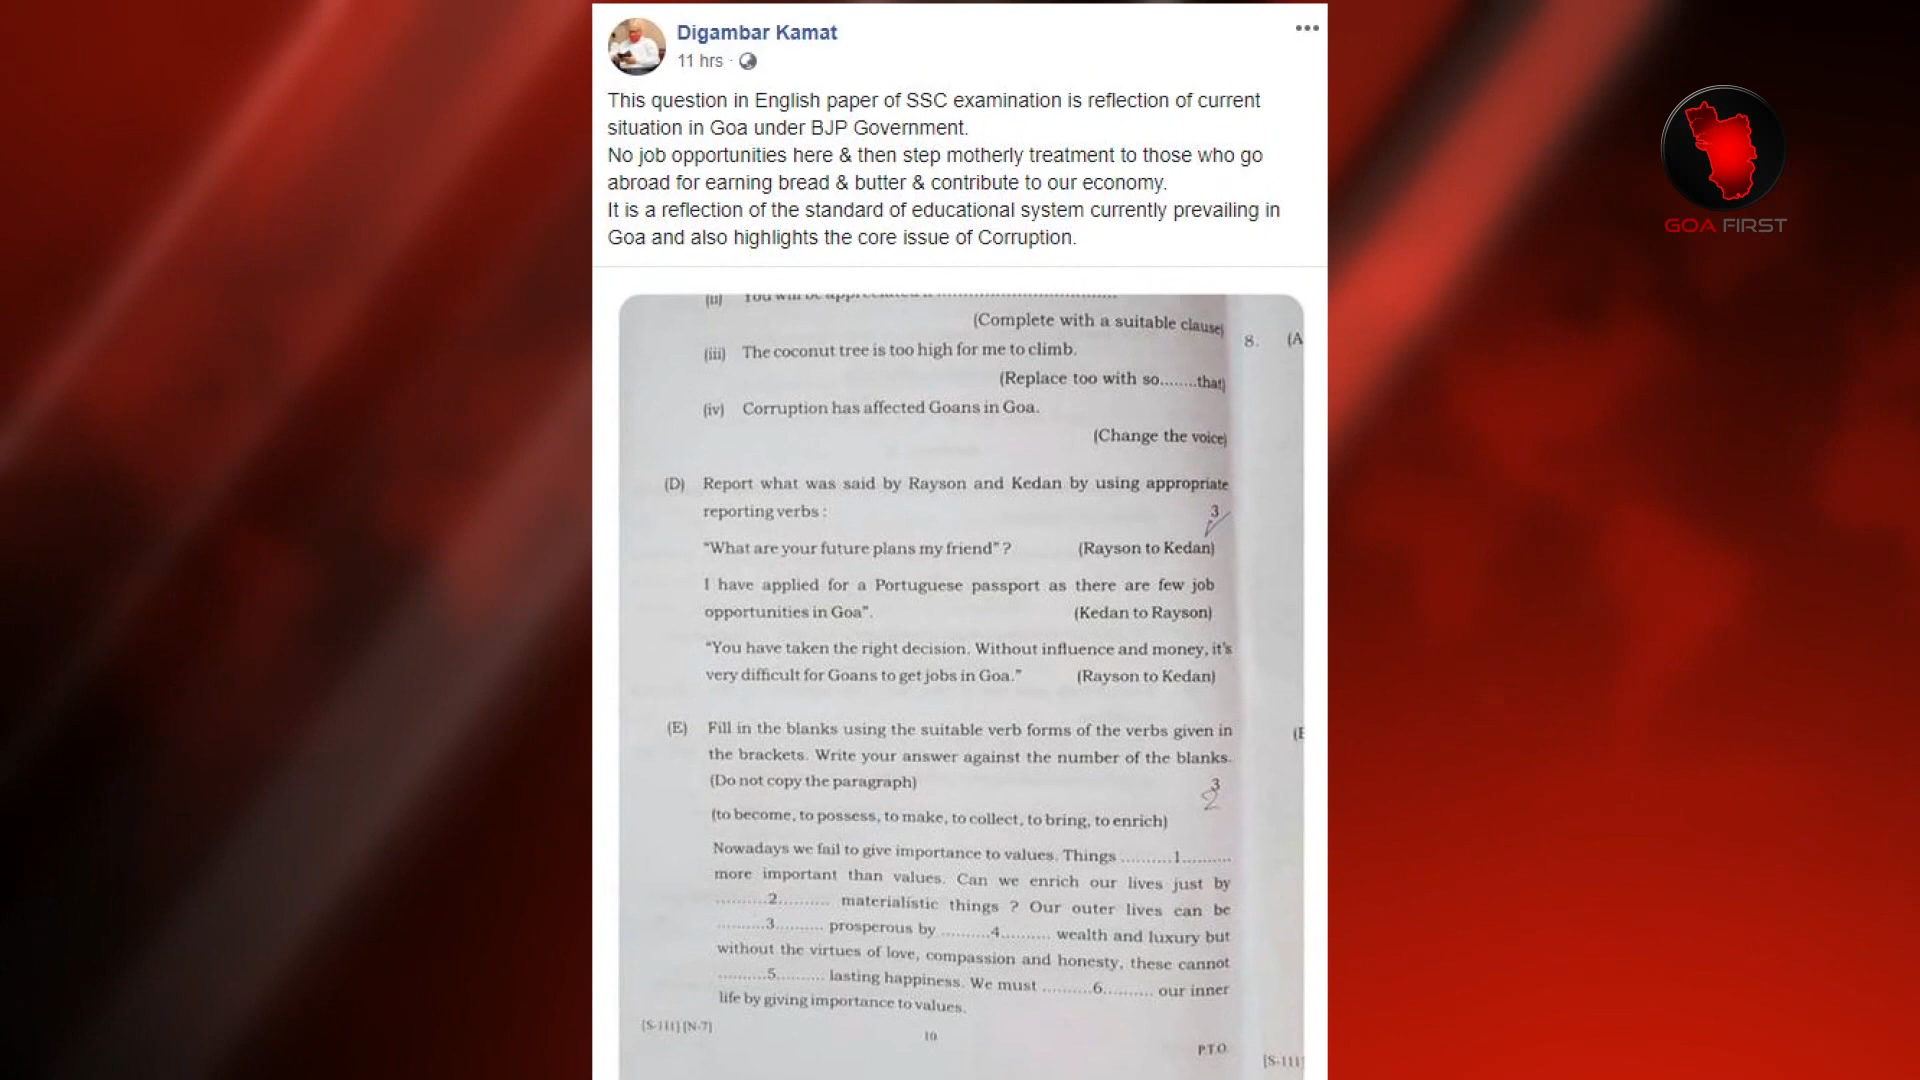 Digambar Kamat
11 hrs ·
This question in English paper of SSC examination is reflection of current
situation in Goa under BJP Government.
No job opportunities here & then step motherly treatment to those who go
abroad for earning bread & butter & contribute to our economy.
It is a reflection of the standard of educational system currently prevailing in
Goa and also highlights the core issue of Corruption.
GOA FIRST
(ii) You will be
(Complete with a suitable clause)
(iii) The coconut tree is too high for me to climb.
(Replace too with so........that)
(iv) Corruption has affected Goans in Goa.
(Change the voice)
(D) Report what was said by Rayson and Kedan by using appropriate
reporting verbs : 3
"What are your future plans my friend" ? (Rayson to Kedan)
I have applied for a Portuguese passport as there are few job
opportunities in Goa". (Kedan to Rayson)
"You have taken the right decision. Without influence and money, it's
very difficult for Goans to get jobs in Goa." (Rayson to Kedan)
(E) Fill in the blanks using the suitable verb forms of the verbs given in
the brackets. Write your answer against the number of the blanks.
(Do not copy the paragraph) 3
2
(to become, to possess, to make, to collect, to bring, to enrich)
Nowadays we fail to give importance to values. Things ..........1..........
more important than values. Can we enrich our lives just by
..........2.......... materialistic things ? Our outer lives can be
..........3.......... prosperous by ..........4.......... wealth and luxury but
without the virtues of love, compassion and honesty, these cannot
..........5.......... lasting happiness. We must ..........6.......... our inner
life by giving importance to values.
[S-111] [N-7]
10
P.T.O.
8. (A
[S-111